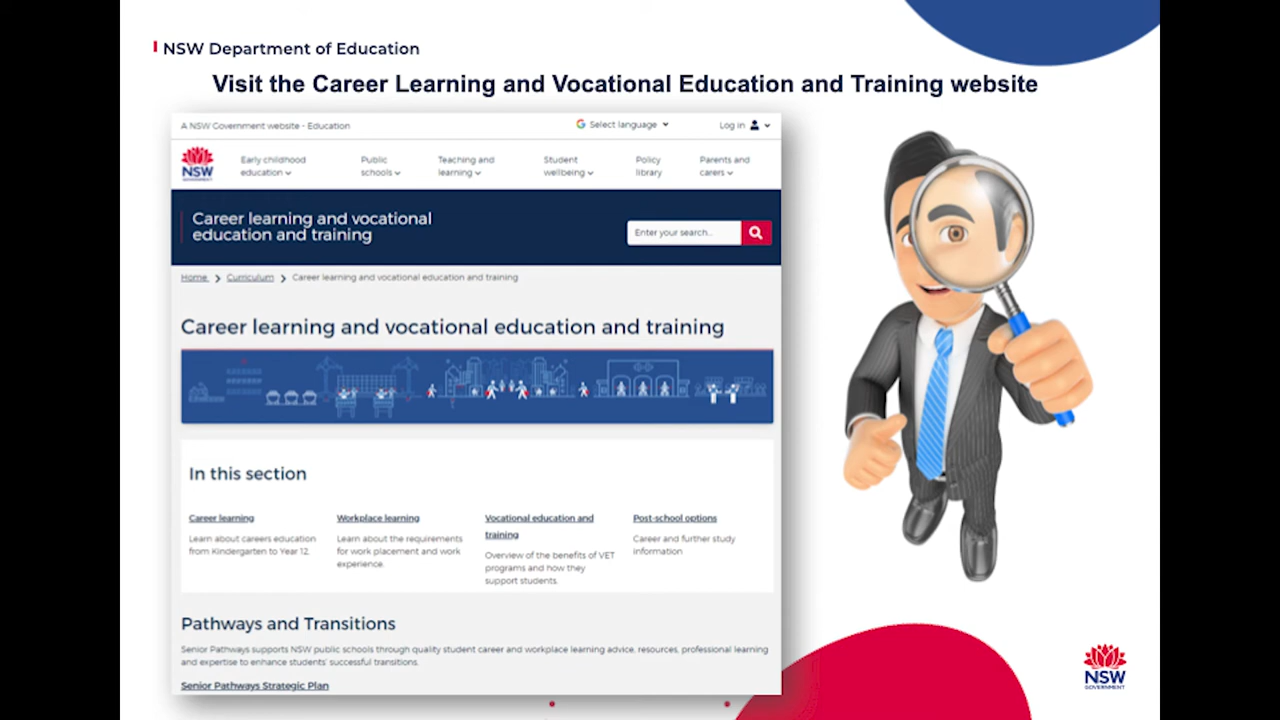 NSW Department of Education
Visit the Career Learning and Vocational Education and Training website
A NSW Government website - Education
Select language
Log in
NSW
GOVERNMENT
Early childhood
education
Public
schools
Teaching and
learning
Student
wellbeing
Policy
library
Parents and
carers
Career learning and vocational
education and training
Enter your search...
Home > Curriculum > Career learning and vocational education and training
Career learning and vocational education and training
In this section
Career learning
Learn about careers education
from Kindergarten to Year 12.
Workplace learning
Learn about the requirements
for work placement and work
experience.
Vocational education and
training
Overview of the benefits of VET
programs and how they
support students.
Post-school options
Career and further study
information
Pathways and Transitions
Senior Pathways supports NSW public schools through quality student career and workplace learning advice, resources, professional learning
and expertise to enhance students' successful transitions.
Senior Pathways Strategic Plan
NSW
GOVERNMENT